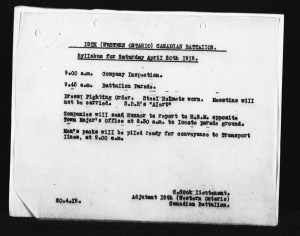 18TH (WESTERN ONTARIO) CANADIAN BATTALION.
Syllabus for Saturday April 20th 1918.
9.00 a.m. Company Inspection.
9.45 a.m. Battalion Parade.
Dress; Fighting Order. Steel Helmets worn. Messtins will
not be carried. S.B.R's "Alert"
Companies will send Runner to report to R.S.M. opposite
Town Major's Office at 8.30 a.m. to locate parade ground.
Men's packs will be piled ready for conveyance to Transport
lines, at 9.00 a.m.
Lieutenant.
Adjutant 18th (Western Ontario)
Canadian Battalion.
20.4.18.